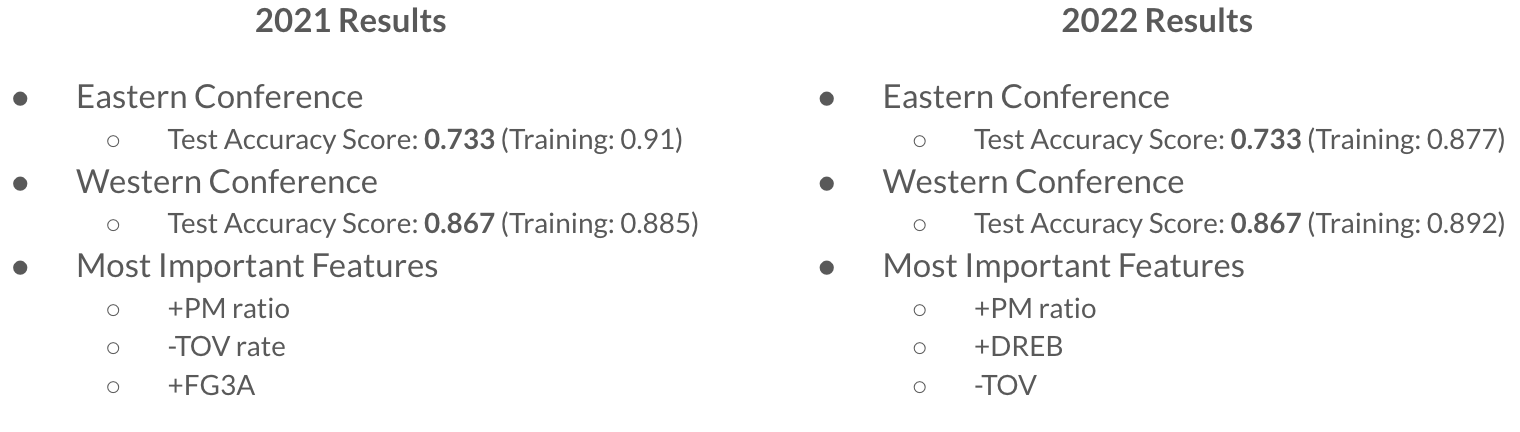 2021 Results
● Eastern Conference
○ Test Accuracy Score: 0.733 (Training: 0.91)
● Western Conference
○ Test Accuracy Score: 0.867 (Training: 0.885)
● Most Important Features
○ +PM ratio
○ -TOV rate
○ +FG3A
2022 Results
● Eastern Conference
○ Test Accuracy Score: 0.733 (Training: 0.877)
● Western Conference
○ Test Accuracy Score: 0.867 (Training: 0.892)
● Most Important Features
○ +PM ratio
○ +DREB
○ -TOV